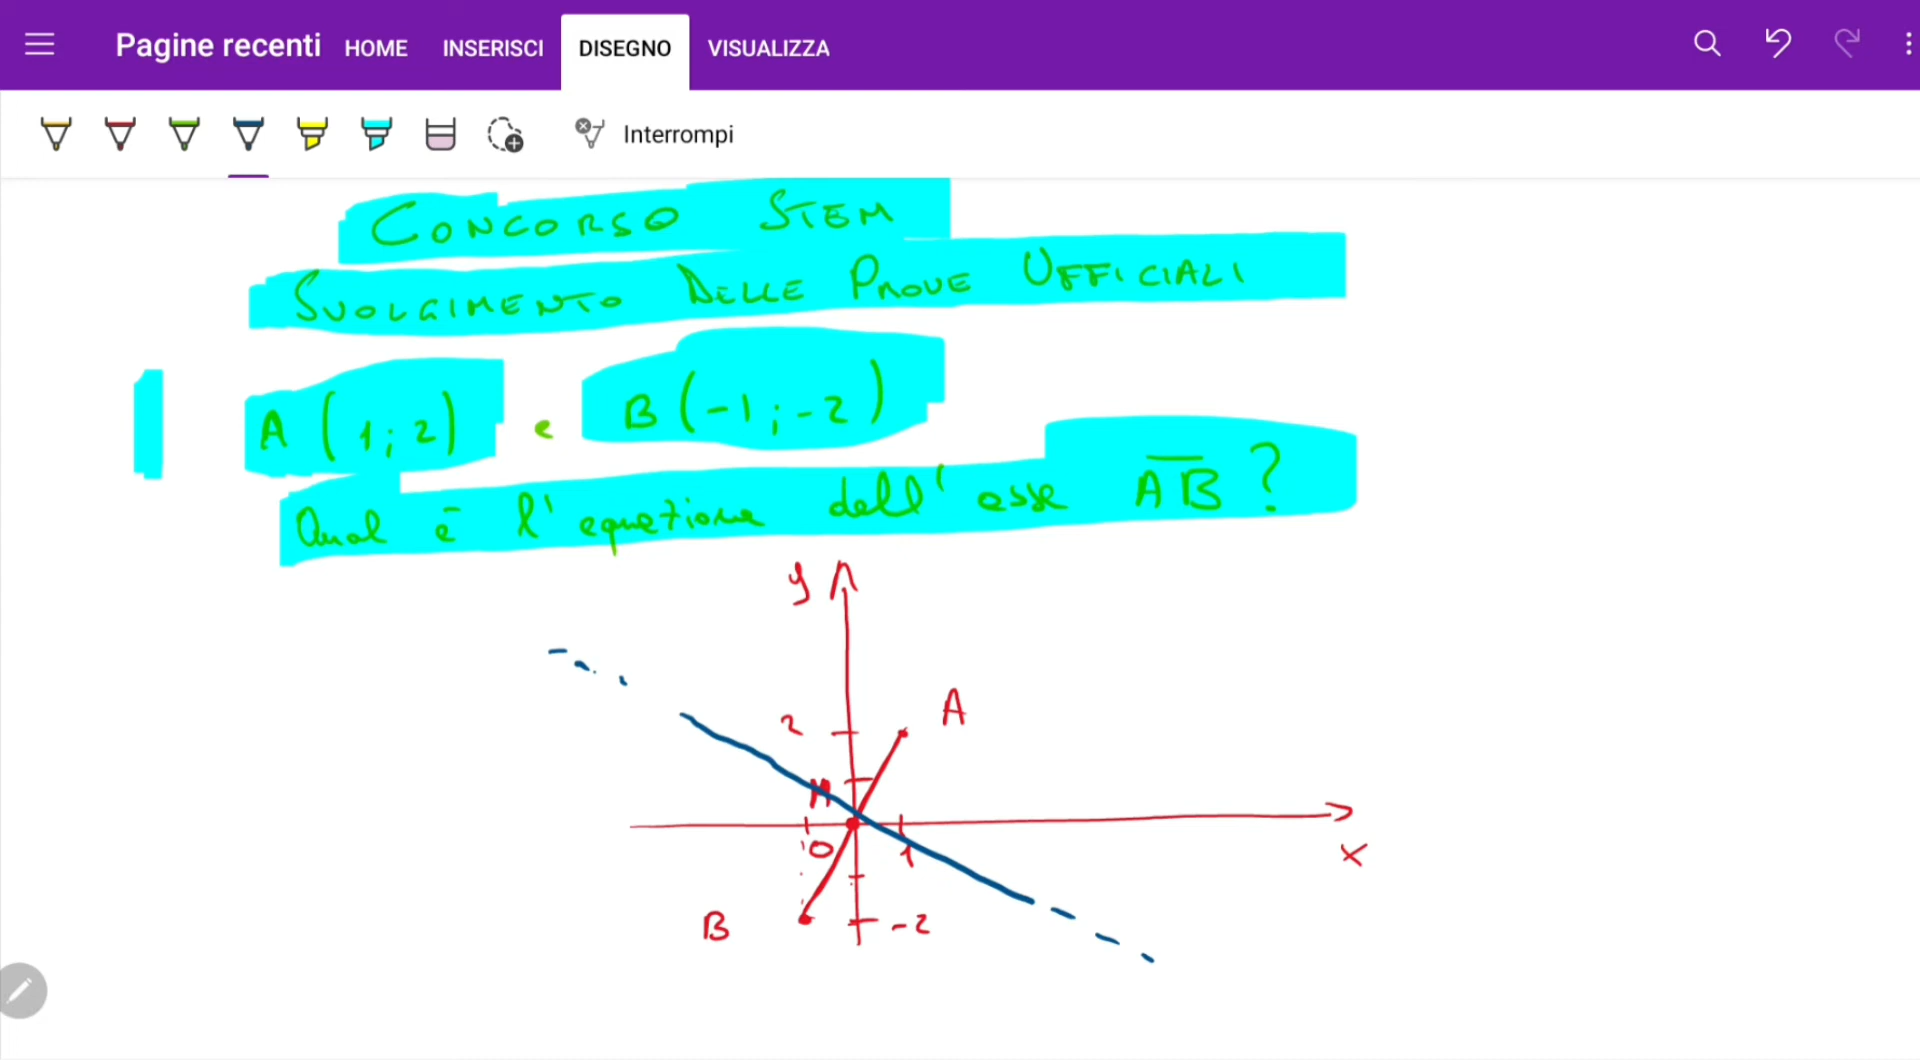 Pagine recenti HOME INSERISCI DISEGNO VISUALIZZA
Interrompi
CONCORSO STEM
SVOLGIMENTO DELLE PROVE UFFICIALI
A (1; 2) e B (-1; -2)
Qual è l'equazione dell'asse A̅B̅?
y
A
2
M
0 1
x
B -2